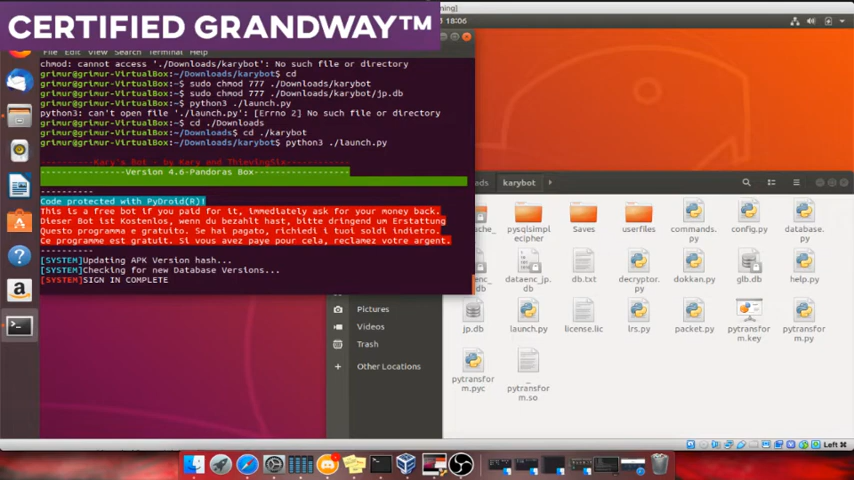 CERTIFIED GRANDWAY™
18:06
File Edit View Search Terminal Help
chmod: cannot access './Downloads/karybot': No such file or directory
grimur@grimur-VirtualBox:~/Downloads/karybot$ cd
grimur@grimur-VirtualBox:~$ sudo chmod 777 ./Downloads/karybot
grimur@grimur-VirtualBox:~$ sudo chmod 777 ./Downloads/karybot/jp.db
grimur@grimur-VirtualBox:~$ python3 ./launch.py
python3: can't open file './launch.py': [Errno 2] No such file or directory
grimur@grimur-VirtualBox:~$ cd ./Downloads
grimur@grimur-VirtualBox:~/Downloads$ cd ./karybot
grimur@grimur-VirtualBox:~/Downloads/karybot$ python3 ./launch.py
----------Kary's Bot - by Kary and ThievingSix----------
----------------Version 4.6-Pandoras Box------------------
----------
Code protected with PyDroid(R)!
This is a free bot if you paid for it, immediately ask for your money back.
Dieser Bot ist Kostenlos, wenn du bezahlt hast, bitte dringend um Erstattung
Questo programma e gratuito. Se hai pagato, richiedi i tuoi soldi indietro.
Ce programme est gratuit. Si vous avez paye pour cela, reclamez votre argent.
----------
[SYSTEM]Updating APK Version hash...
[SYSTEM]Checking for new Database Versions...
[SYSTEM]SIGN IN COMPLETE
karybot
pysqlsimplecipher
Saves
userfiles
commands.py
config.py
database.py
dataenc_jp.db
db.txt
decryptor.py
dokkan.py
glb.db
help.py
jp.db
launch.py
license.lic
lrs.py
packet.py
pytransform.key
pytransform.py
pytransform.pyc
_pytransform.so
Pictures
Videos
Trash
+ Other Locations
Left ⌘